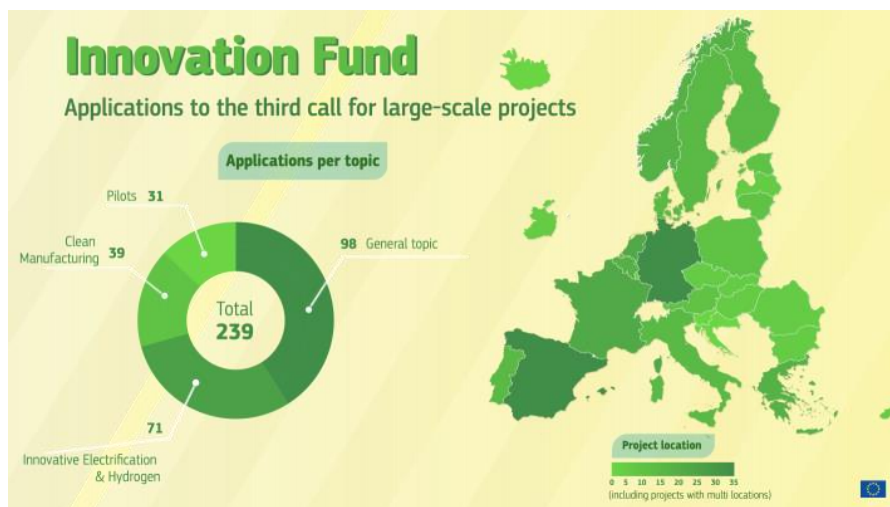 Innovation Fund
Applications to the third call for large-scale projects
Applications per topic
Pilots 31
Clean
Manufacturing 39
98 General topic
Total
239
71
Innovative Electrification
& Hydrogen
Project location
0 5 10 15 20 25 30 35
(including projects with multi locations)